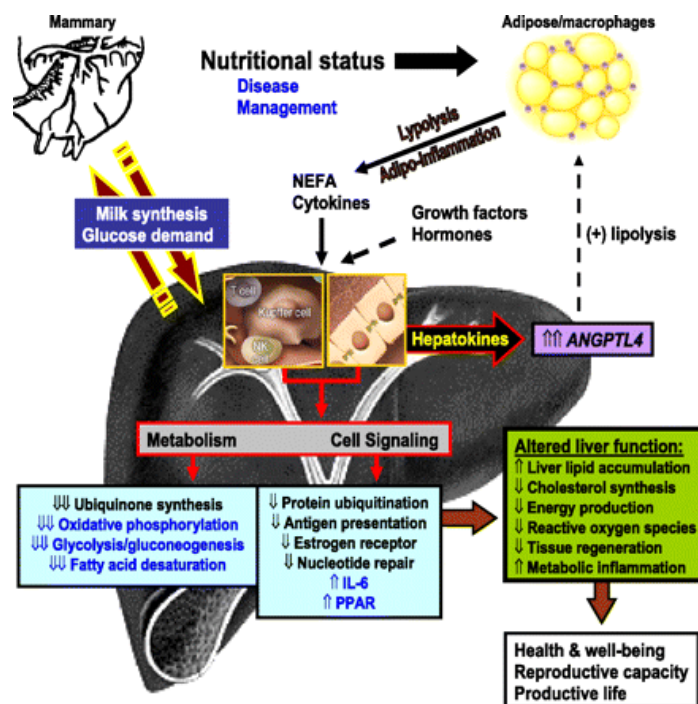 Mammary
Adipose/macrophages
Nutritional status
Disease
Management
Lypolysis
Adipo-inflammation
NEFA
Cytokines
Growth factors
Hormones
(+) lipolysis
Milk synthesis
Glucose demand
T cell
Kupffer cell
NK
cell
Hepatokines
⇑⇑ ANGPTL4
Metabolism
Cell Signaling
⇓⇓ Ubiquinone synthesis
⇓⇓ Oxidative phosphorylation
⇓⇓ Glycolysis/gluconeogenesis
⇓⇓ Fatty acid desaturation
⇓ Protein ubiquitination
⇓ Antigen presentation
⇓ Estrogen receptor
⇓ Nucleotide repair
⇑ IL-6
⇑ PPAR
Altered liver function:
⇑ Liver lipid accumulation
⇓ Cholesterol synthesis
⇓ Energy production
⇓ Reactive oxygen species
⇓ Tissue regeneration
⇑ Metabolic inflammation
Health & well-being
Reproductive capacity
Productive life